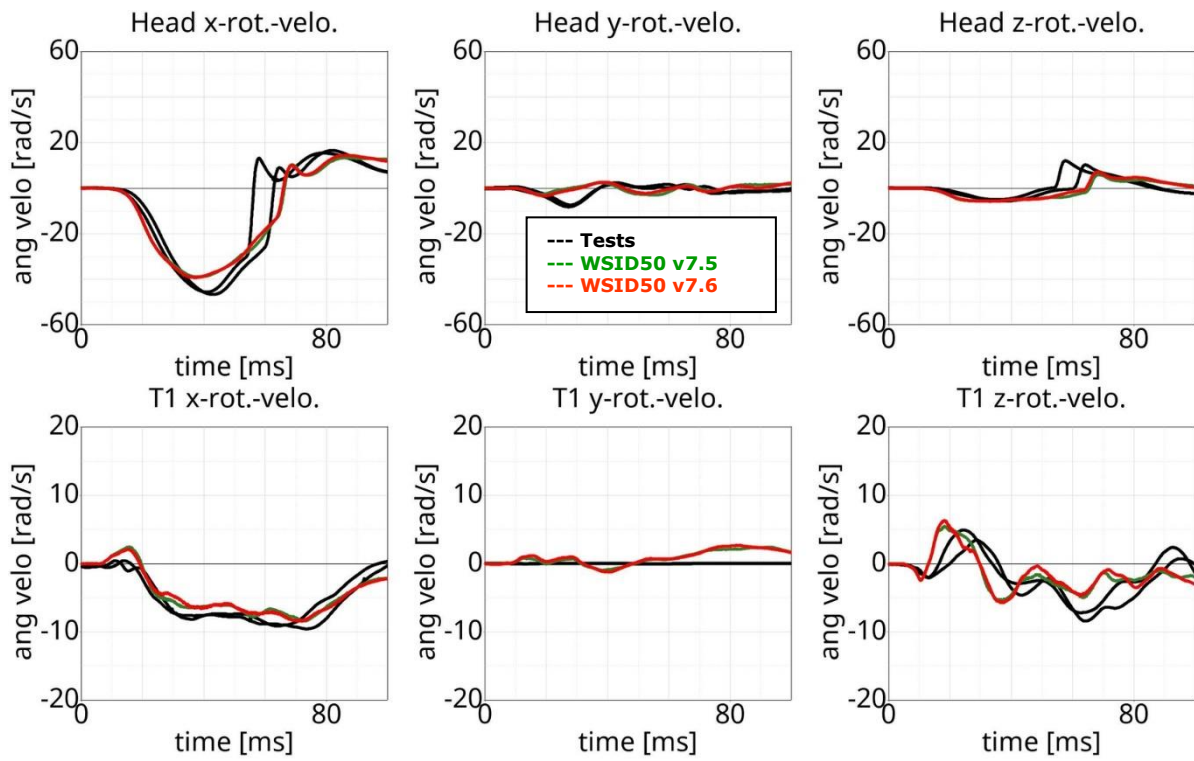 Head x-rot.-velo.
60
20
-20
-60
0
80
ang velo [rad/s]
time [ms]
Head y-rot.-velo.
60
20
-20
-60
0
80
ang velo [rad/s]
time [ms]
--- Tests
--- WSID50 v7.5
--- WSID50 v7.6
Head z-rot.-velo.
60
20
-20
-60
0
80
ang velo [rad/s]
time [ms]
T1 x-rot.-velo.
20
10
0
-10
-20
0
80
ang velo [rad/s]
time [ms]
T1 y-rot.-velo.
20
10
0
-10
-20
0
80
ang velo [rad/s]
time [ms]
T1 z-rot.-velo.
20
10
0
-10
-20
0
80
ang velo [rad/s]
time [ms]